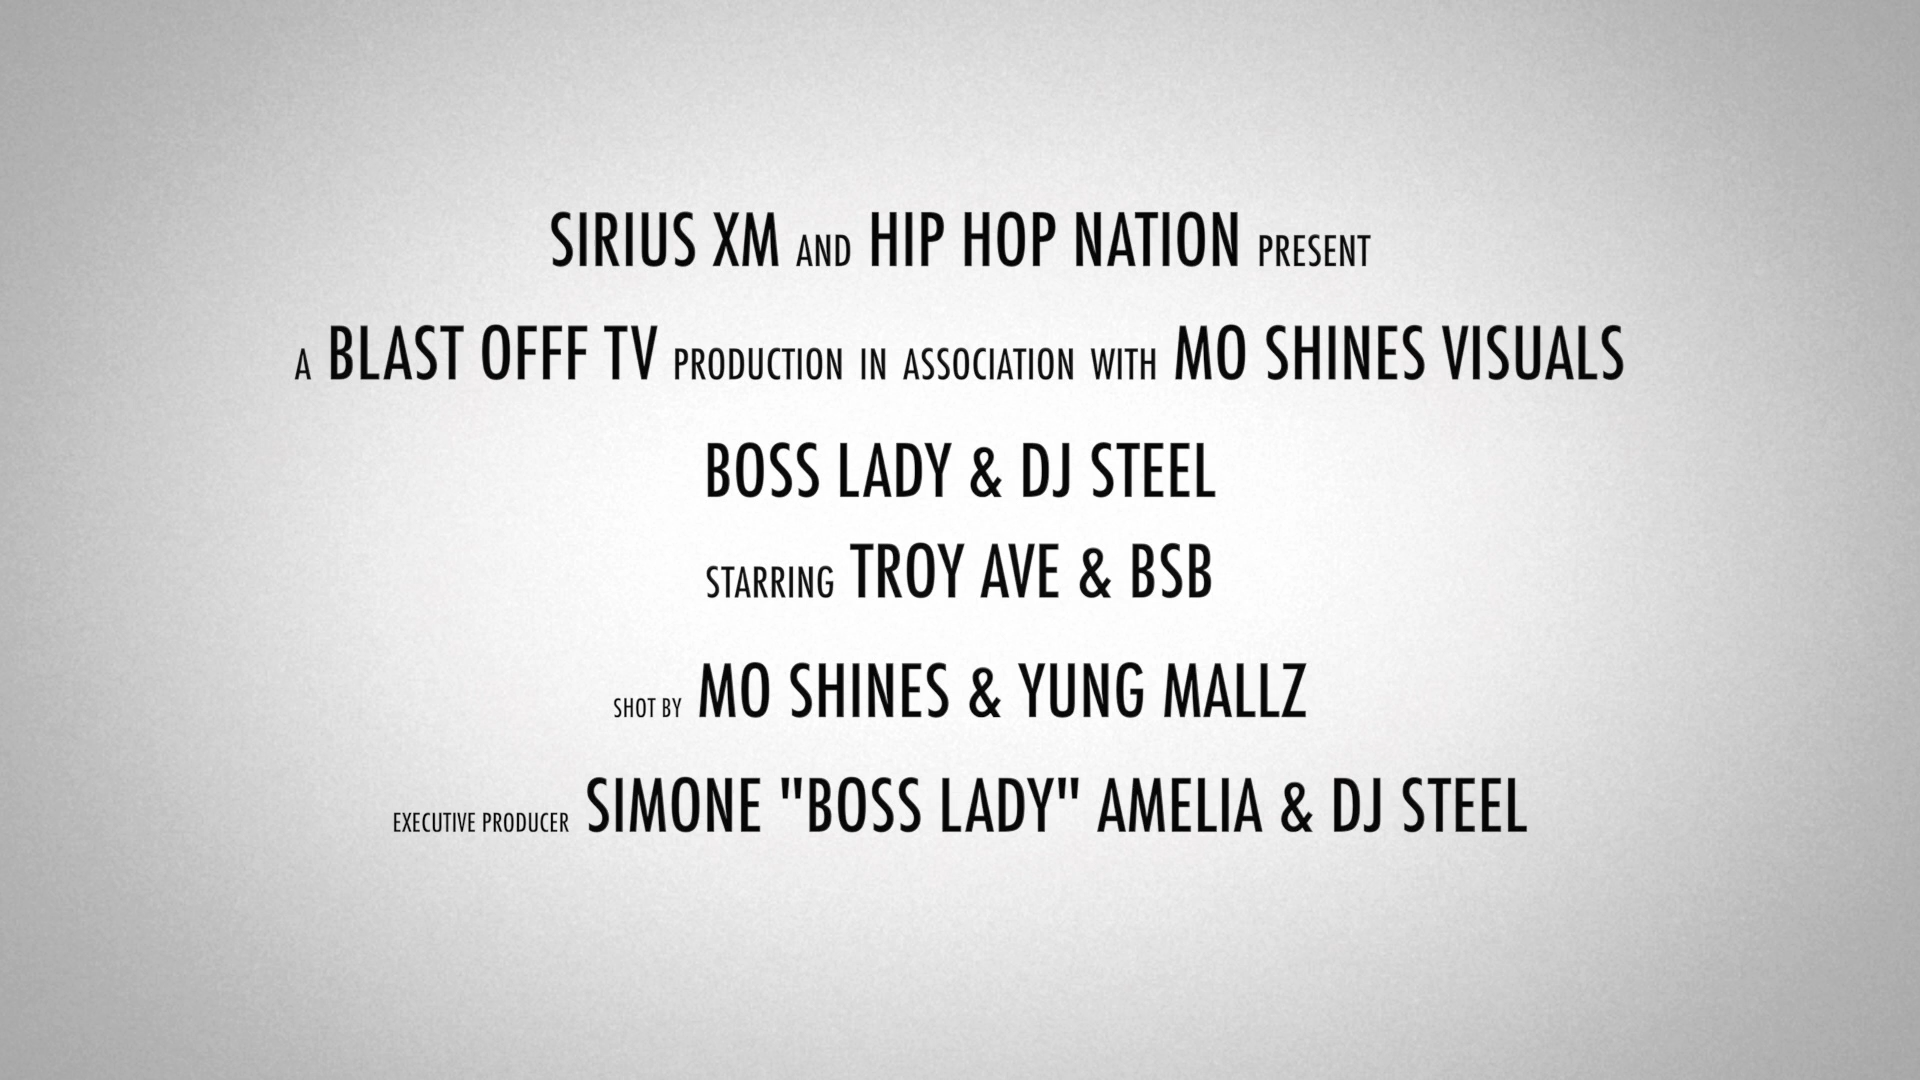 SIRIUS XM AND HIP HOP NATION PRESENT
A BLAST OFFF TV PRODUCTION IN ASSOCIATION WITH MO SHINES VISUALS
BOSS LADY & DJ STEEL
STARRING TROY AVE & BSB
SHOT BY MO SHINES & YUNG MALLZ
EXECUTIVE PRODUCER SIMONE "BOSS LADY" AMELIA & DJ STEEL